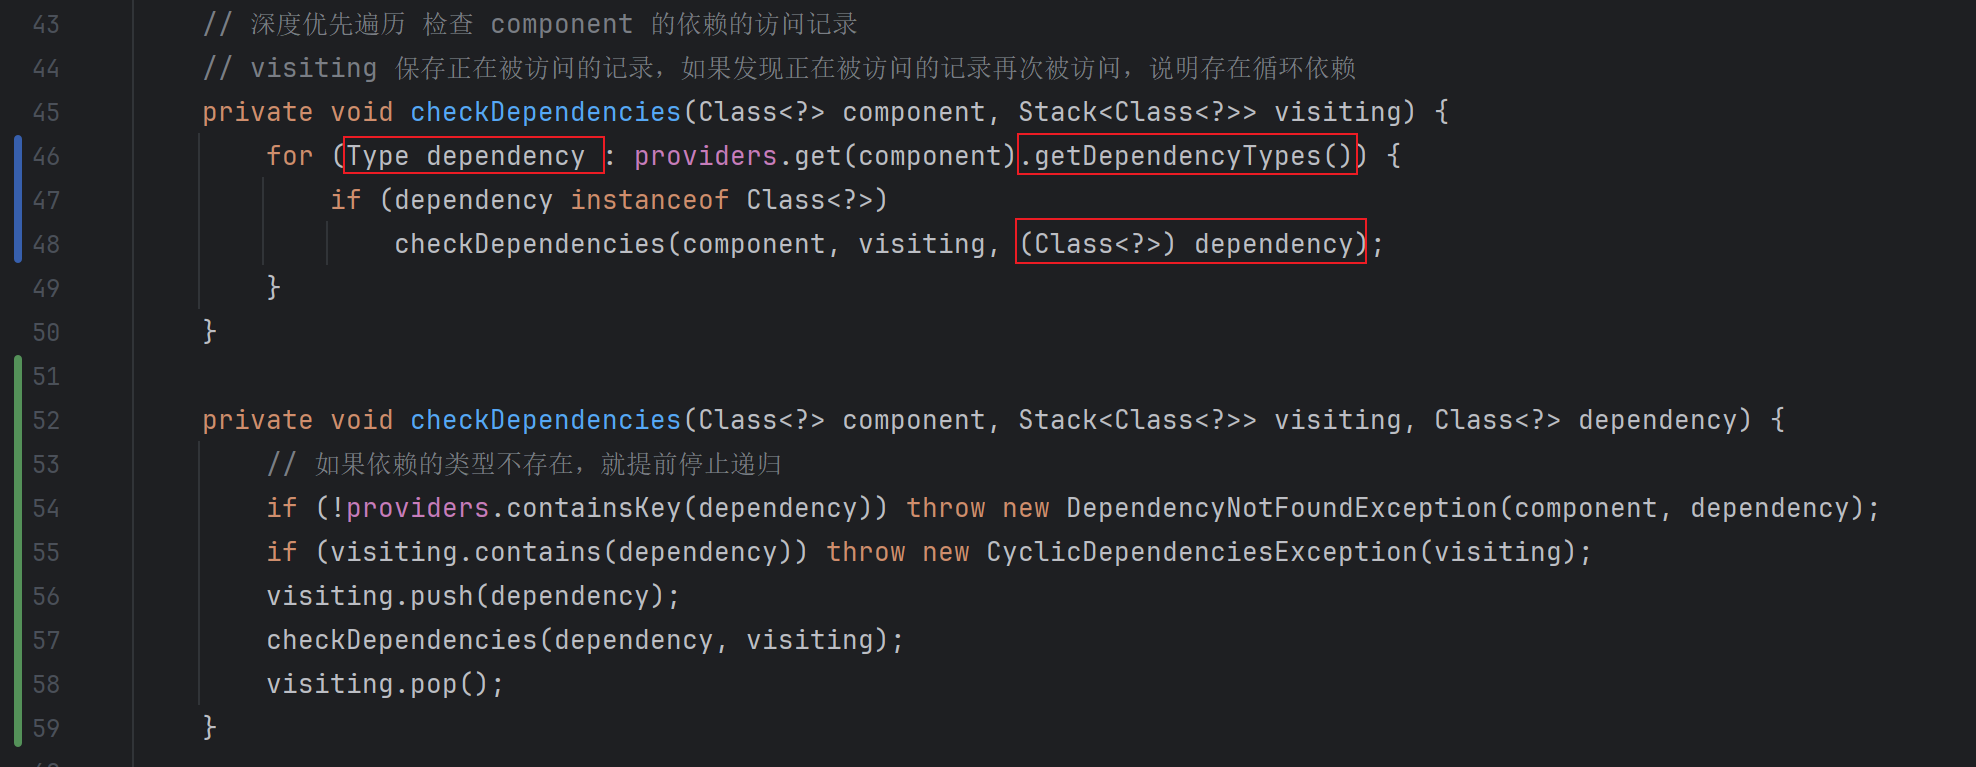 43 // 深度优先遍历 检查 component 的依赖的访问记录
44 // visiting 保存正在被访问的记录，如果发现正在被访问的记录再次被访问，说明存在循环依赖
45 private void checkDependencies(Class<?> component, Stack<Class<?>> visiting) {
46 for (Type dependency : providers.get(component).getDependencyTypes()) {
47 if (dependency instanceof Class<?>)
48 checkDependencies(component, visiting, (Class<?>) dependency);
49 }
50 }
51
52 private void checkDependencies(Class<?> component, Stack<Class<?>> visiting, Class<?> dependency) {
53 // 如果依赖的类型不存在，就提前停止递归
54 if (!providers.containsKey(dependency)) throw new DependencyNotFoundException(component, dependency);
55 if (visiting.contains(dependency)) throw new CyclicDependenciesException(visiting);
56 visiting.push(dependency);
57 checkDependencies(dependency, visiting);
58 visiting.pop();
59 }